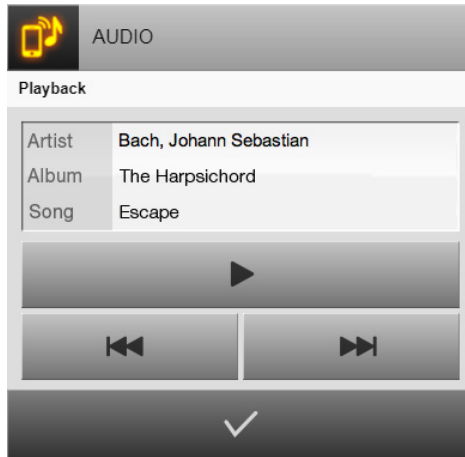 AUDIO
Playback
Artist Bach, Johann Sebastian
Album The Harpsichord
Song Escape